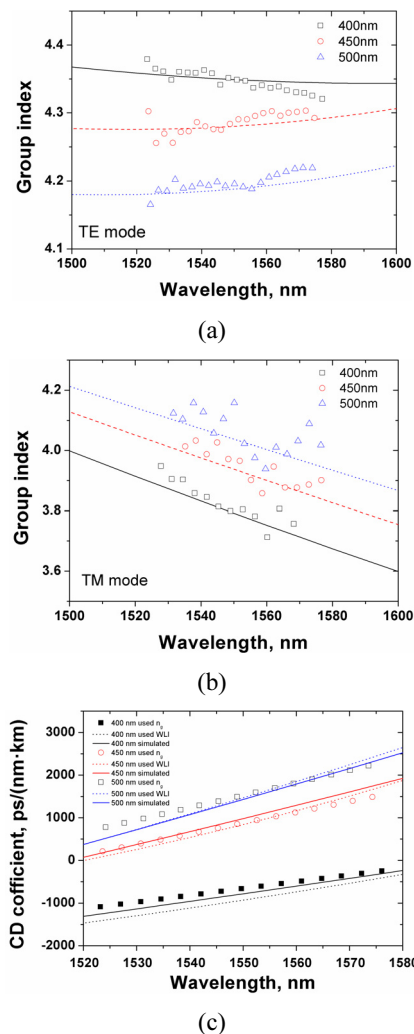 4.4
4.3
4.2
4.1
Group index
400nm
450nm
500nm
TE mode
1500
1520
1540
1560
1580
1600
Wavelength, nm
(a)
4.2
4.0
3.8
3.6
Group index
400nm
450nm
500nm
TM mode
1500
1520
1540
1560
1580
1600
Wavelength, nm
(b)
3000
2000
1000
0
-1000
-2000
CD cofficient, ps/(nm·km)
400 nm used ng
400 nm used WLI
400 nm simulated
450 nm used ng
450 nm used WLI
450 nm simulated
500 nm used ng
500 nm used WLI
500 nm simulated
1520
1530
1540
1550
1560
1570
1580
Wavelength, nm
(c)